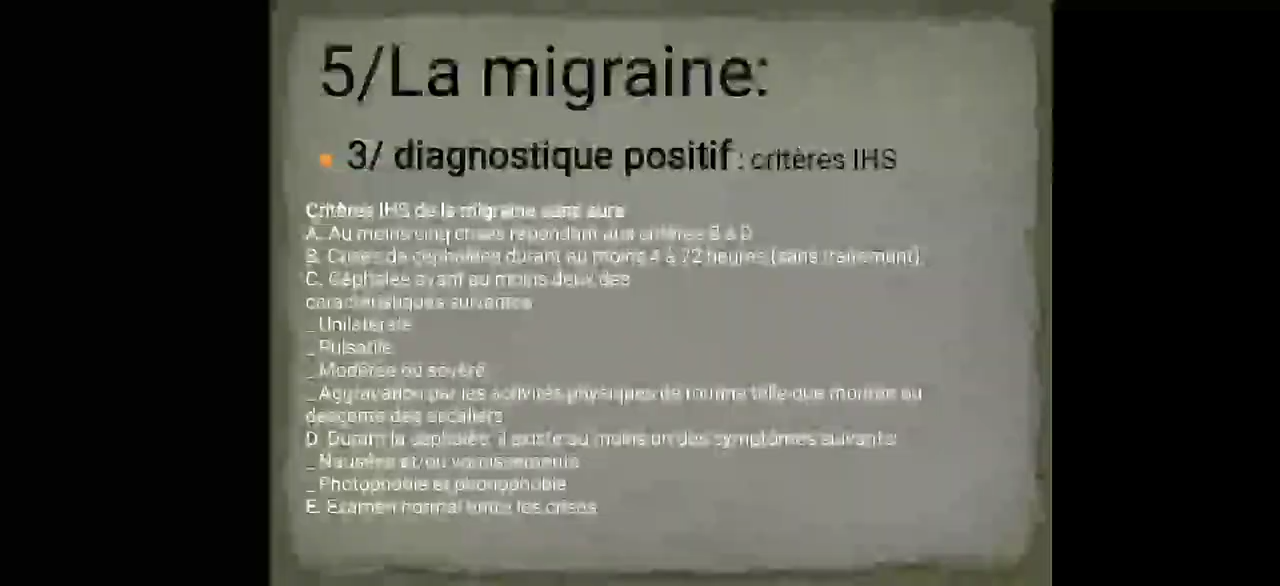 5/La migraine:
3/ diagnostique positif : critères IHS
Critères IHS de la migraine sans aura
A. Au moins cinq crises répondant aux critères B à D
B. Crises de céphalées durant au moins 4 à 72 heures (sans traitement)
C. Céphalée ayant au moins deux des
caractéristiques suivantes
_ Unilatérale
_ Pulsatile
_ Modérée ou sévère
_ Aggravation par les activités physiques de routine telle que montée ou
descente des escaliers
D. Durant la céphalée, il existe au moins un des symptômes suivants:
_ Nausées et/ou vomissements
_ Photophobie et phonophobie
E. Examen normal entre les crises